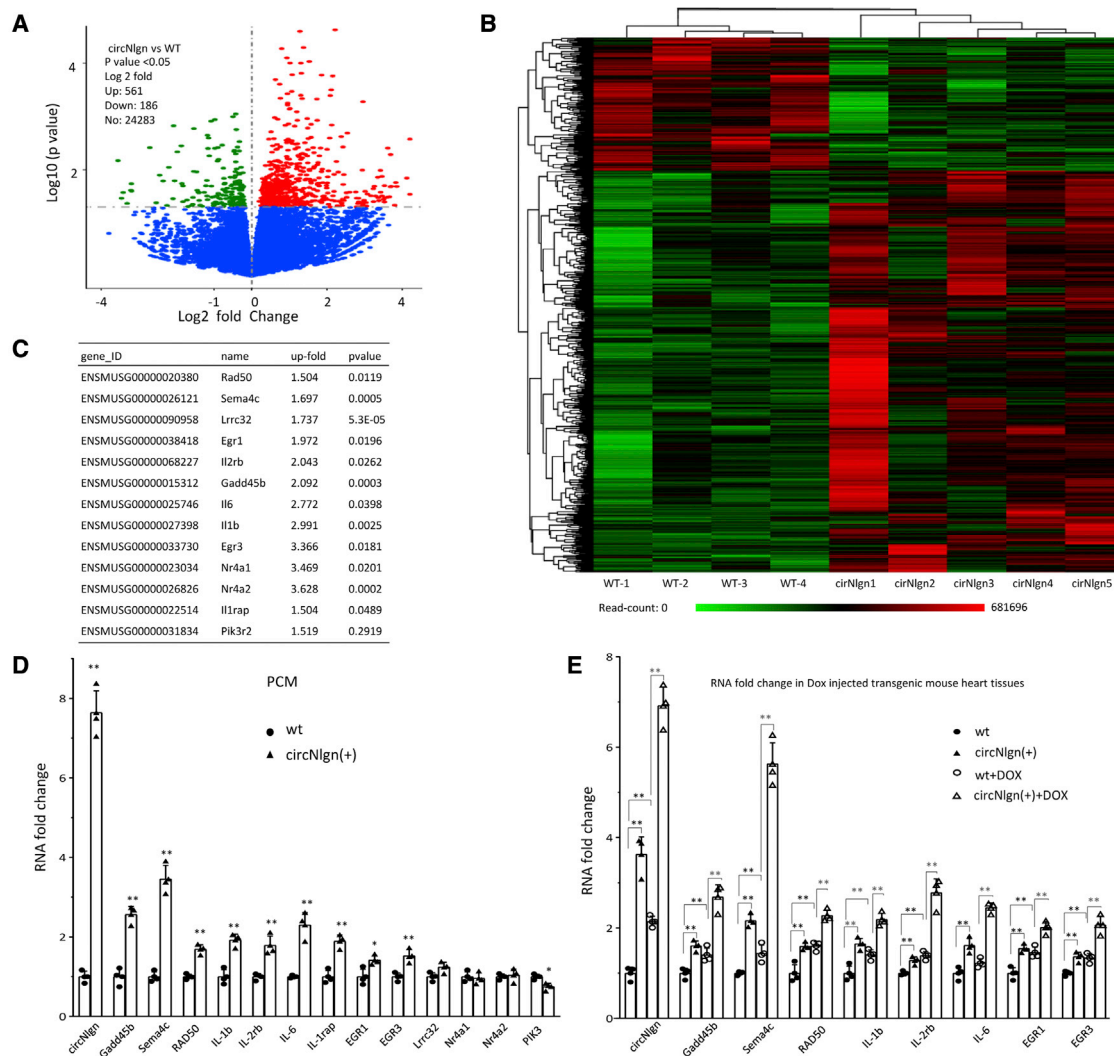 A
circNlgn vs WT
P value <0.05
Log 2 fold
Up: 561
Down: 186
No: 24283
Log10 (p value)
4
2
-4 -1 0 2 4
Log2 fold Change
B
WT-1 WT-2 WT-3 WT-4 cirNlgn1 cirNlgn2 cirNlgn3 cirNlgn4 cirNlgn5
Read-count: 0 681696
C
gene_ID name up-fold pvalue
ENSMUSG00000020380 Rad50 1.504 0.0119
ENSMUSG00000026121 Sema4c 1.697 0.0005
ENSMUSG00000090958 Lrrc32 1.737 5.3E-05
ENSMUSG00000038418 Egr1 1.972 0.0196
ENSMUSG00000068227 Il2rb 2.043 0.0262
ENSMUSG00000015312 Gadd45b 2.092 0.0003
ENSMUSG00000025746 Il6 2.772 0.0398
ENSMUSG00000027398 Il1b 2.991 0.0025
ENSMUSG00000033730 Egr3 3.366 0.0181
ENSMUSG00000023034 Nr4a1 3.469 0.0201
ENSMUSG00000026826 Nr4a2 3.628 0.0002
ENSMUSG00000022514 Il1rap 1.504 0.0489
ENSMUSG00000031834 Pik3r2 1.519 0.2919
D
PCM
wt
circNlgn(+)
RNA fold change
8
6
4
2
0
** ** ** ** ** ** ** ** * ** *
circNlgn Gadd45b Sema4c RAD50 IL-1b IL-2rb IL-6 IL-1rap EGR1 EGR3 Lrrc32 Nr4a1 Nr4a2 PIK3
E
RNA fold change in Dox injected transgenic mouse heart tissues
wt
circNlgn(+)
wt+DOX
circNlgn(+)+DOX
RNA fold change
8
6
4
2
0
** ** ** ** ** ** ** ** ** ** ** ** ** ** ** ** ** ** ** ** ** ** ** ** ** **
circNlgn Gadd45b Sema4c RAD50 IL-1b IL-2rb IL-6 EGR1 EGR3